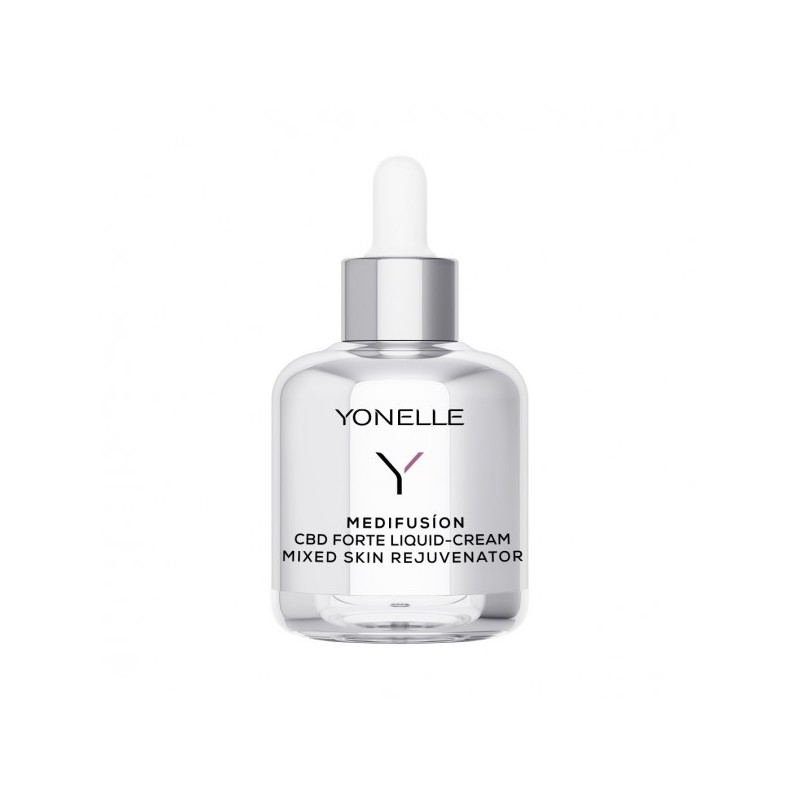 YONELLE
Y
MEDIFUSÍON
CBD FORTE LIQUID-CREAM
MIXED SKIN REJUVENATOR